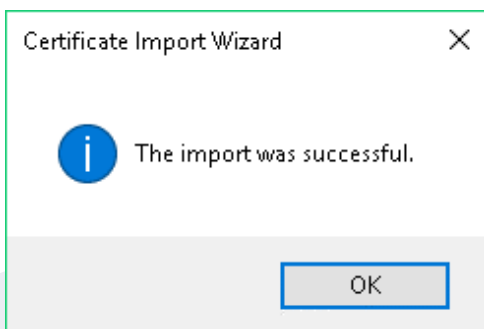 Certificate Import Wizard
The import was successful.
OK